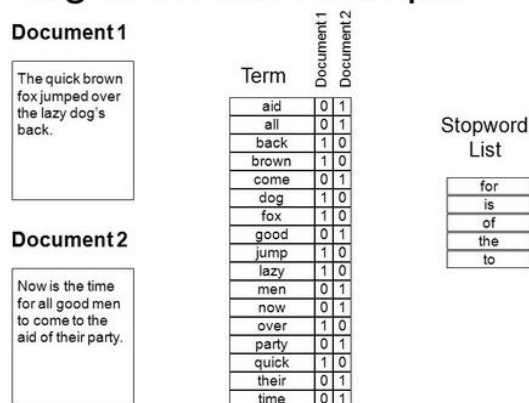 Document 1
The quick brown
fox jumped over
the lazy dog's
back.
Document 2
Now is the time
for all good men
to come to the
aid of their party.
Term Document 1 Document 2
aid 0 1
all 0 1
back 1 0
brown 1 0
come 0 1
dog 1 0
fox 1 0
good 0 1
jump 1 0
lazy 1 0
men 0 1
now 0 1
over 1 0
party 0 1
quick 1 0
their 0 1
time 0 1
Stopword
List
for
is
of
the
to